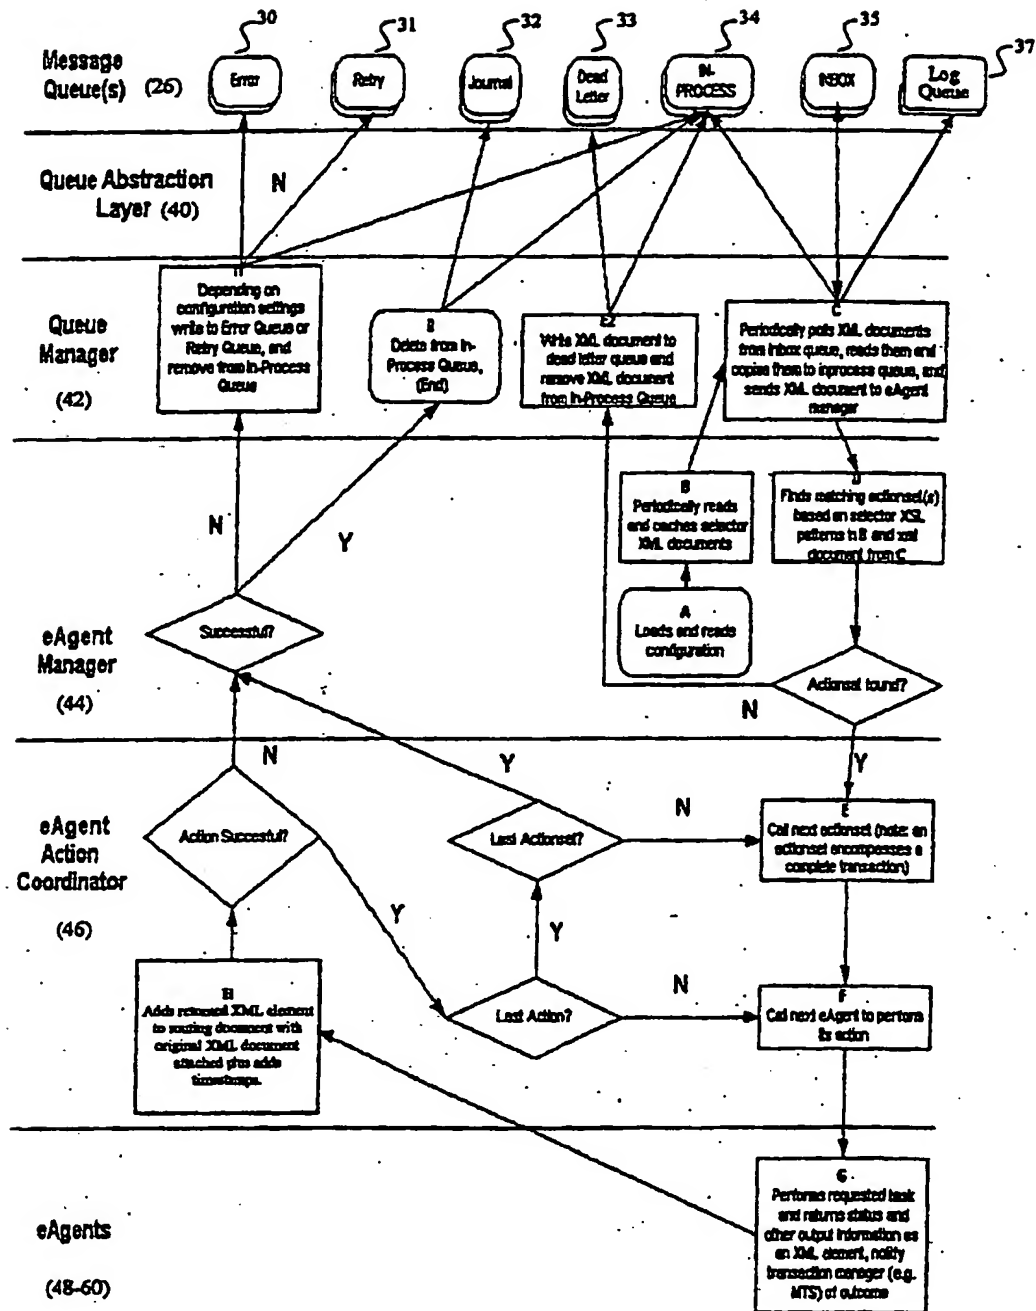 30
31
32
33
34
35
37
Message
Queue(s) (26)
Error
Retry
Journal
Dead
Letter
IN-
PROCESS
INBOX
Log
Queue
Queue Abstraction
Layer (40)
N
Queue
Manager
(42)
Depending on
configuration settings
write to Error Queue or
Retry Queue, and
remove from In-Process
Queue
Delete from In-
Process Queue,
(End)
E2
Write XML document to
dead letter queue and
remove XML document
from In-Process Queue
C
Periodically polls XML documents
from inbox queue, reads them and
copies them to inprocess queue, and
sends XML document to eAgent
manager
N
Y
B
Periodically reads
and caches selector
XML documents
D
Finds matching actionset(s)
based on selector XSL
patterns in B and xml
document from C
A
Loads and reads
configuration
eAgent
Manager
(44)
Successful?
Actionset found?
N
N
Y
Y
eAgent
Action
Coordinator
(46)
Action Succesful?
Last Actionset?
N
E
Call next actionset (note: an
actionset encompasses a
complete transaction)
Y
Y
H
Adds returned XML element
to routing document with
original XML document
attached plus adds
timestamps.
Last Action?
N
F
Call next eAgent to perform
its action
eAgents
(48-60)
G
Performs requested task
and returns status and
other output information as
an XML element, notify
transaction manager (e.g.
MTS) of outcome